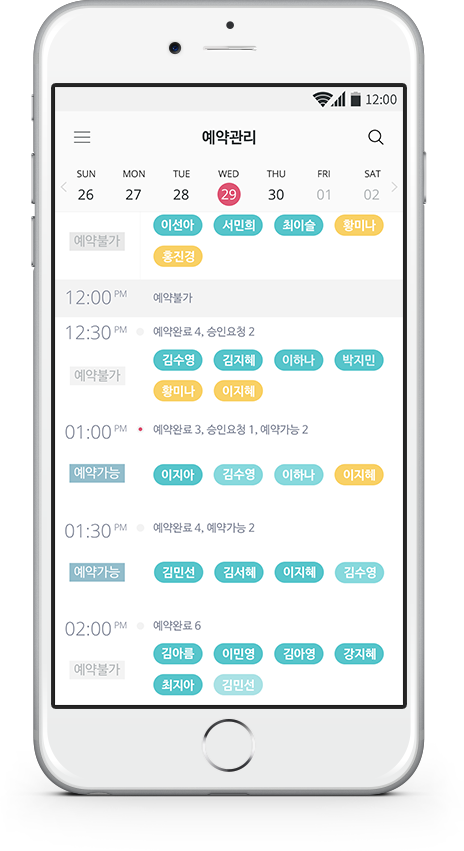 12:00
예약관리
SUN MON TUE WED THU FRI SAT
26 27 28 29 30 01 02
이선아 서민희 최이슬 황미나
예약불가
홍진경
12:00 PM 예약불가
12:30 PM 예약완료 4, 승인요청 2
김수영 김지혜 이하나 박지민
예약불가
황미나 이지혜
01:00 PM 예약완료 3, 승인요청 1, 예약가능 2
예약가능 이지아 김수영 이하나 이지혜
01:30 PM 예약완료 4, 예약가능 2
예약가능 김민선 김서혜 이지혜 김수영
02:00 PM 예약완료 6
김아름 이민영 김아영 강지혜
예약불가
최지아 김민선